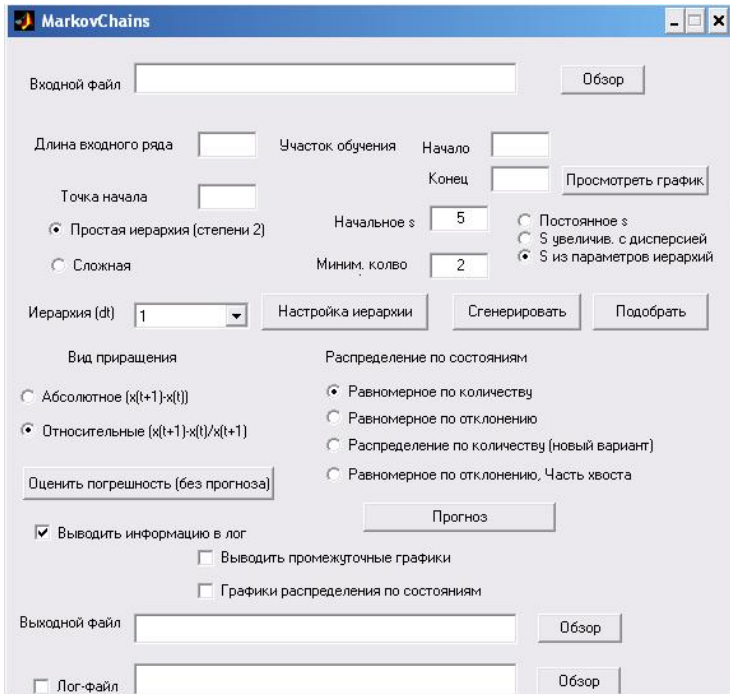 MarkovChains
Входной файл
Обзор
Длина входного ряда
Участок обучения
Начало
Конец
Просмотреть график
Точка начала
Начальное s
5
Постоянное s
Простая иерархия (степени 2)
S увеличив. с дисперсией
S из параметров иерархий
Сложная
Миним. колво
2
Иерархия (dt)
1
Настройка иерархии
Сгенерировать
Подобрать
Вид приращения
Распределение по состояниям
Абсолютное (x(t+1)-x(t))
Равномерное по количеству
Равномерное по отклонению
Относительные (x(t+1)-x(t)/x(t+1)
Распределение по количеству (новый вариант)
Равномерное по отклонению, Часть хвоста
Оценить погрешность (без прогноза)
Прогноз
Выводить информацию в лог
Выводить промежуточные графики
Графики распределения по состояниям
Выходной файл
Обзор
Лог-файл
Обзор